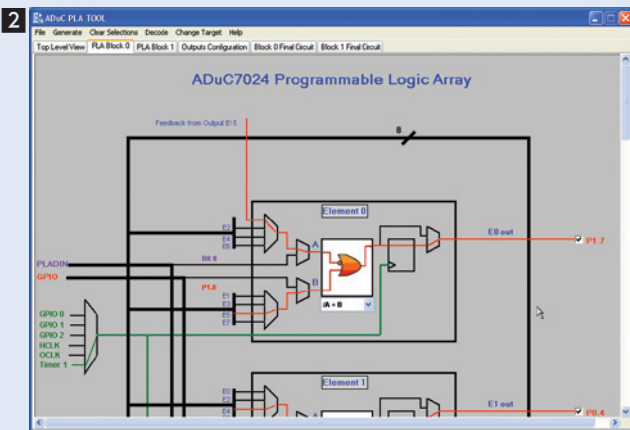 2
ADuC PLA TOOL
File Generate Clear Selections Decode Change Target Help
Top Level View PLA Block 0 PLA Block 1 Outputs Configuration Block 0 Final Circuit Block 1 Final Circuit
ADuC7024 Programmable Logic Array
Feedback from Output E15
8
Element 0
E2
E4
E6
A
E0 out
P1.7
Bit 0
PLADIN
GPIO
P1.0
B
E1
E3
E5
E7
/A + B
GPIO 0
GPIO 1
GPIO 2
HCLK
OCLK
Timer 1
Element 1
E0
E2
E4
A
E1 out
P0.4